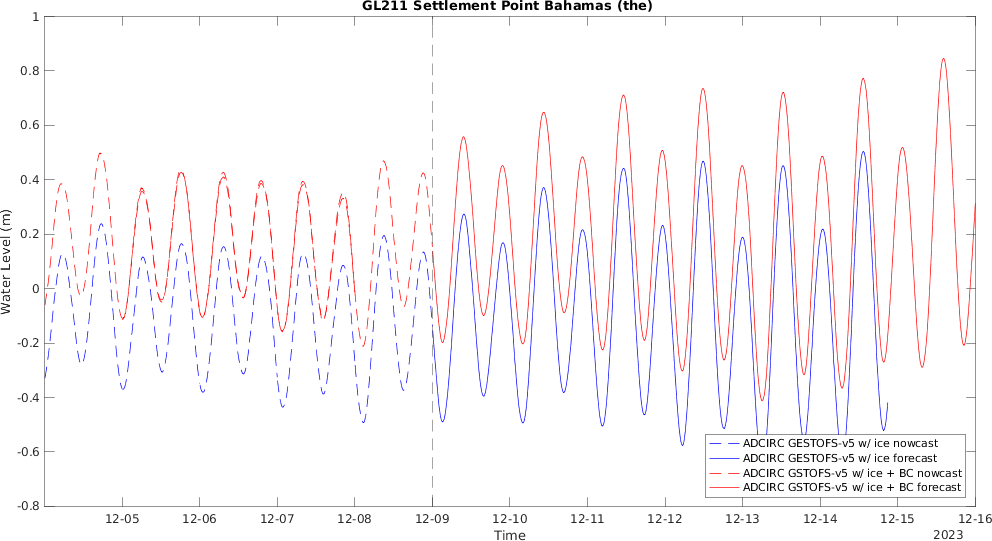 GL211 Settlement Point Bahamas (the)
1
0.8
0.6
0.4
0.2
0
-0.2
-0.4
-0.6
-0.8
Water Level (m)
ADCIRC GESTOFS-v5 w/ ice nowcast
ADCIRC GESTOFS-v5 w/ ice forecast
ADCIRC GSTOFS-v5 w/ ice + BC nowcast
ADCIRC GSTOFS-v5 w/ ice + BC forecast
12-05 12-06 12-07 12-08 12-09 12-10 12-11 12-12 12-13 12-14 12-15 12-16
Time
2023